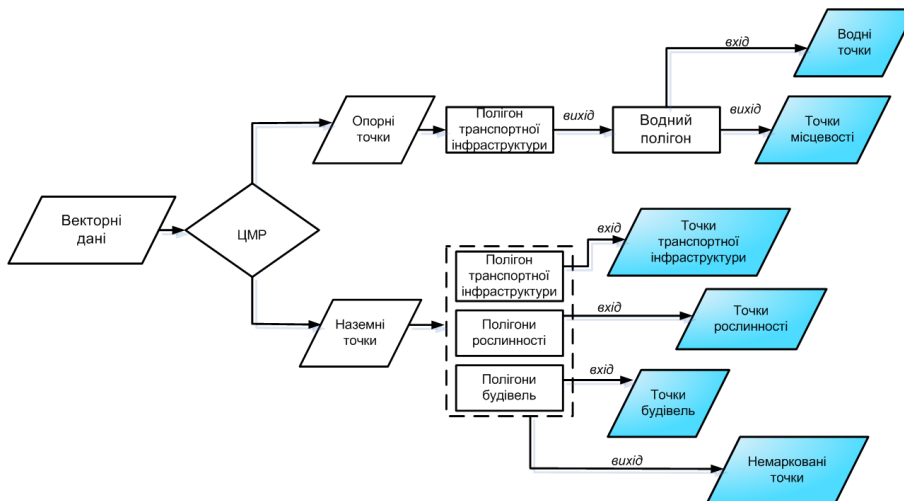 вхід
Водні
точки
Опорні
точки
Полігон
транспортної
інфраструктури
вихід
Водний
полігон
вихід
Точки
місцевості
Векторні
дані
ЦМР
Полігон
транспортної
інфраструктури
вхід
Точки
транспортної
інфраструктури
Наземні
точки
Полігони
рослинності
вхід
Точки
рослинності
Полігони
будівель
вхід
Точки
будівель
вихід
Немарковані
точки